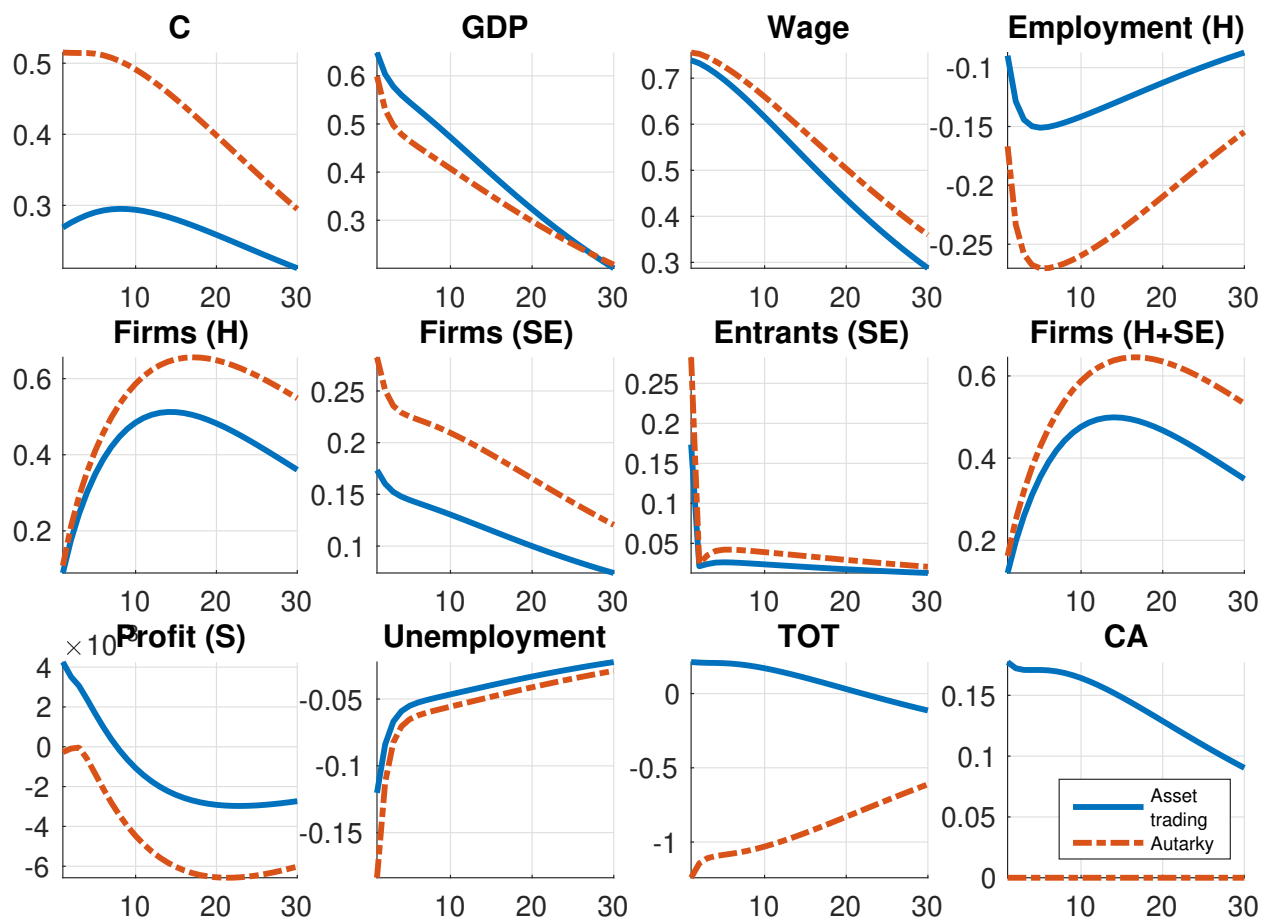 C GDP Wage Employment (H)
0.5
0.4
0.3
10 20 30
0.6
0.5
0.4
0.3
10 20 30
0.7
0.6
0.5
0.4
0.3
10 20 30
-0.1
-0.15
-0.2
-0.25
10 20 30
Firms (H) Firms (SE) Entrants (SE) Firms (H+SE)
0.6
0.4
0.2
10 20 30
0.25
0.2
0.15
0.1
10 20 30
0.25
0.2
0.15
0.1
0.05
10 20 30
0.6
0.4
0.2
10 20 30
Profit (S) Unemployment TOT CA
× 10⁻³
4
2
0
-2
-4
-6
10 20 30
-0.05
-0.1
-0.15
10 20 30
0
-0.5
-1
10 20 30
0.15
0.1
0.05
0
10 20 30
Asset
trading
Autarky